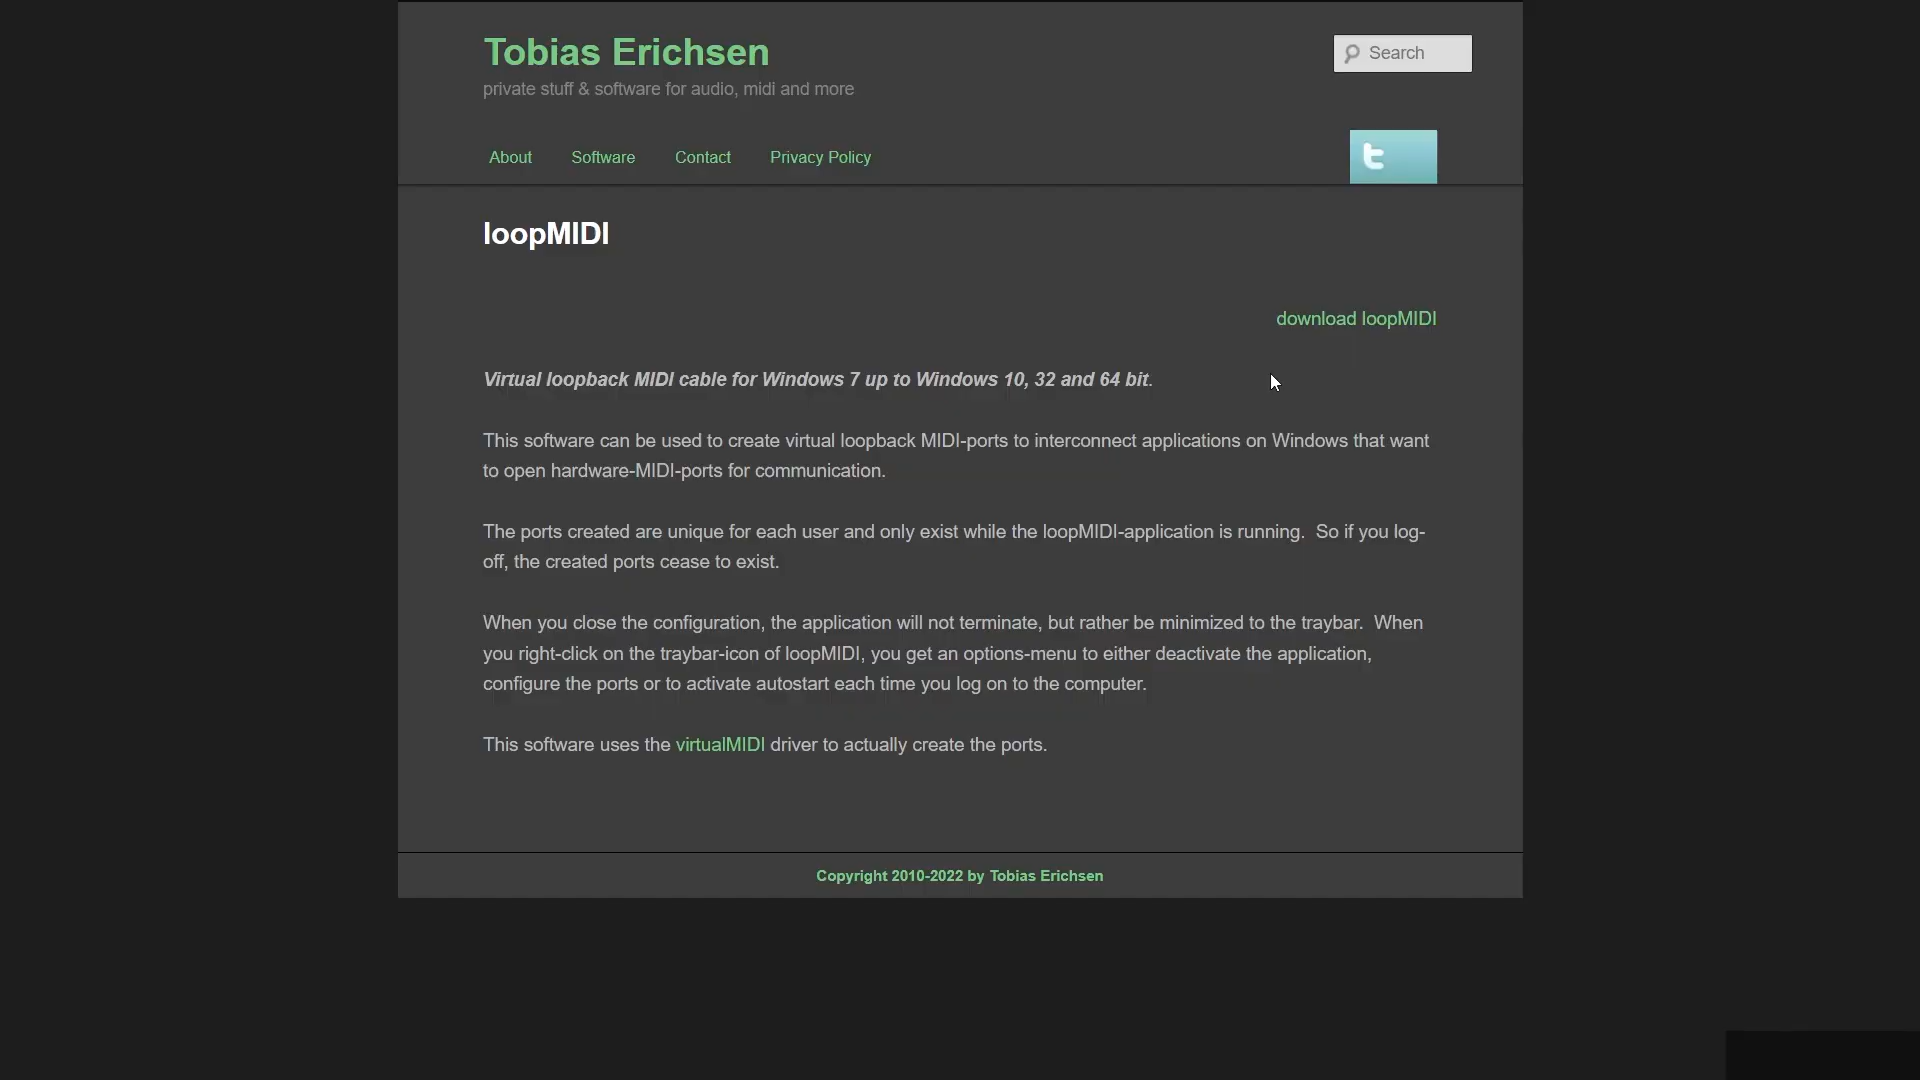 Tobias Erichsen
private stuff & software for audio, midi and more
Search
About Software Contact Privacy Policy
loopMIDI
download loopMIDI
Virtual loopback MIDI cable for Windows 7 up to Windows 10, 32 and 64 bit.
This software can be used to create virtual loopback MIDI-ports to interconnect applications on Windows that want
to open hardware-MIDI-ports for communication.
The ports created are unique for each user and only exist while the loopMIDI-application is running.  So if you log-
off, the created ports cease to exist.
When you close the configuration, the application will not terminate, but rather be minimized to the traybar.  When
you right-click on the traybar-icon of loopMIDI, you get an options-menu to either deactivate the application,
configure the ports or to activate autostart each time you log on to the computer.
This software uses the virtualMIDI driver to actually create the ports.
Copyright 2010-2022 by Tobias Erichsen